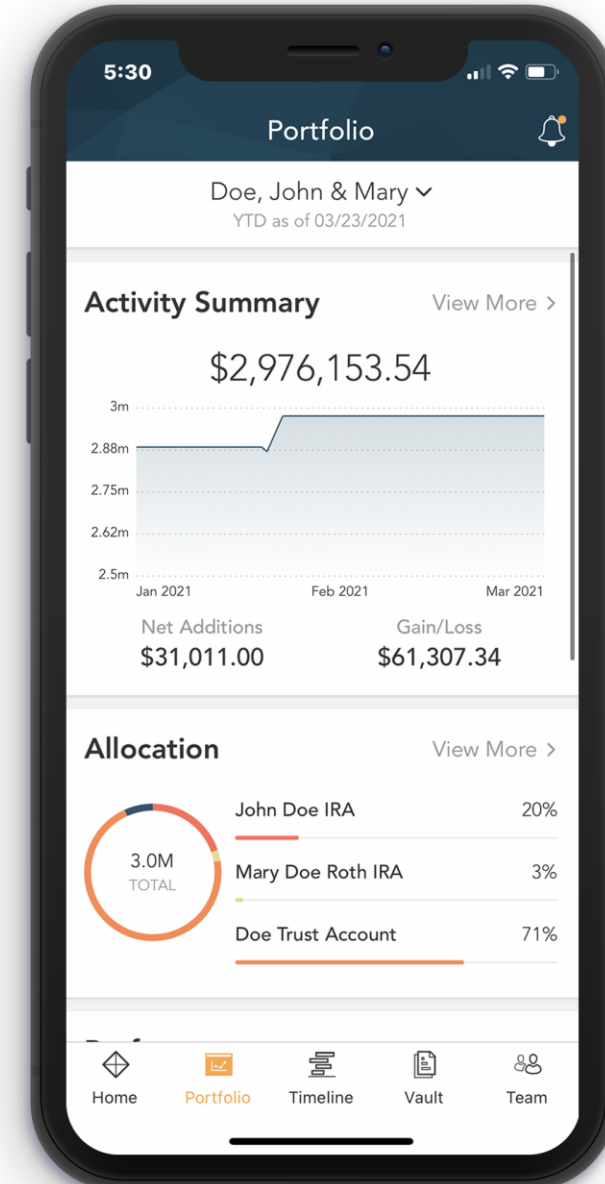 5:30
Portfolio
Doe, John & Mary
YTD as of 03/23/2021
Activity Summary View More >
$2,976,153.54
3m
2.88m
2.75m
2.62m
2.5m
Jan 2021 Feb 2021 Mar 2021
Net Additions Gain/Loss
$31,011.00 $61,307.34
Allocation View More >
3.0M
TOTAL
John Doe IRA 20%
Mary Doe Roth IRA 3%
Doe Trust Account 71%
Home Portfolio Timeline Vault Team